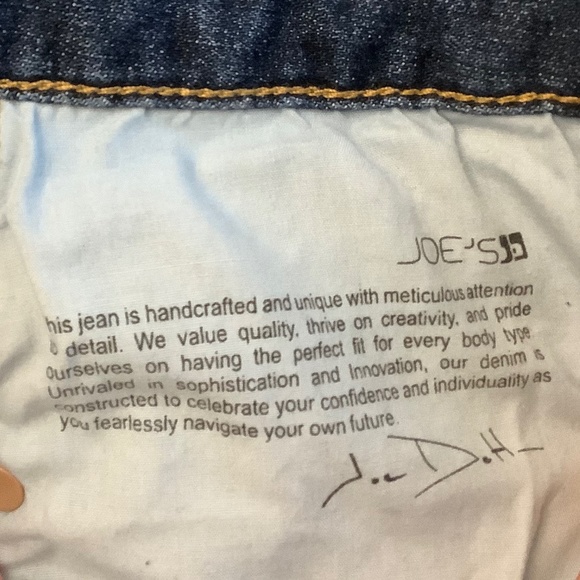 JOE'S
his jean is handcrafted and unique with meticulous attention
o detail. We value quality, thrive on creativity, and pride
Ourselves on having the perfect fit for every body type.
Unrivaled in sophistication and Innovation, our denim is
constructed to celebrate your confidence and individuality as
you fearlessly navigate your own future.
Joe D.H